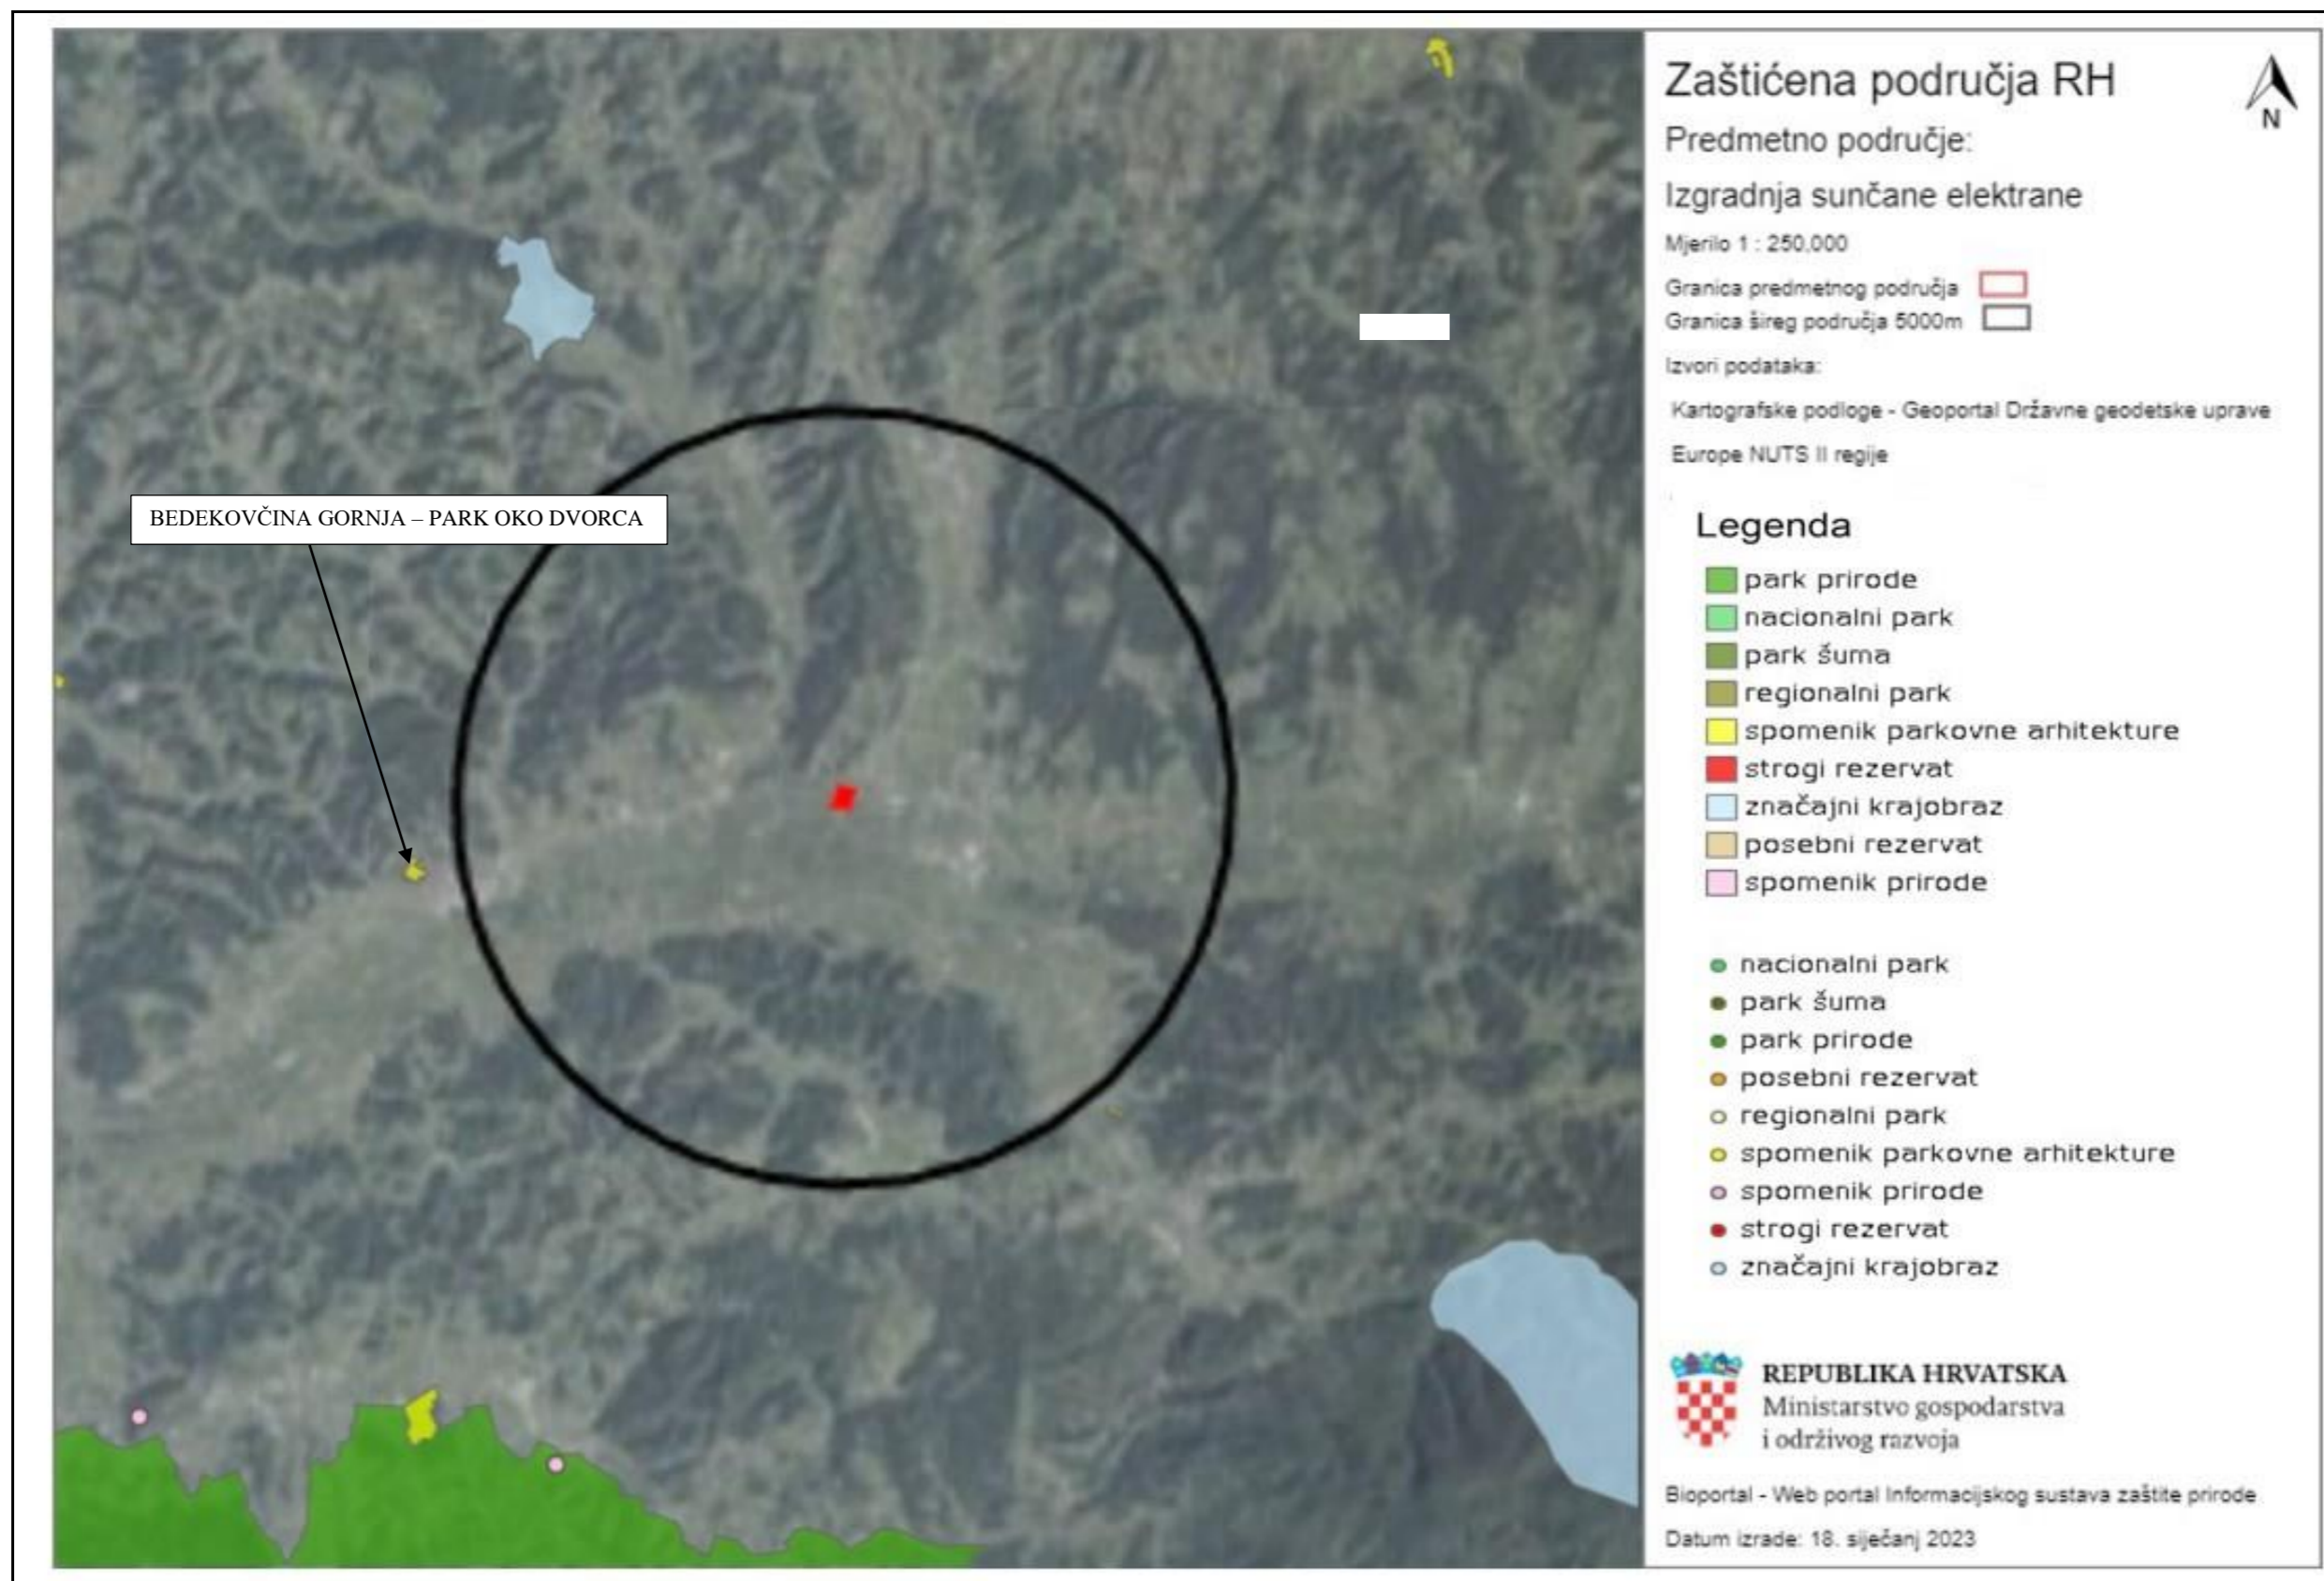 BEDEKOVČINA GORNJA – PARK OKO DVORCA
Zaštićena područja RH
N
Predmetno područje:
Izgradnja sunčane elektrane
Mjerilo 1 : 250,000
Granica predmetnog područja
Granica šireg područja 5000m
Izvori podataka:
Kartografske podloge - Geoportal Državne geodetske uprave
Europe NUTS II regije
Legenda
park prirode
nacionalni park
park šuma
regionalni park
spomenik parkovne arhitekture
strogi rezervat
značajni krajobraz
posebni rezervat
spomenik prirode
nacionalni park
park šuma
park prirode
posebni rezervat
regionalni park
spomenik parkovne arhitekture
spomenik prirode
strogi rezervat
značajni krajobraz
REPUBLIKA HRVATSKA
Ministarstvo gospodarstva
i održivog razvoja
Bioportal - Web portal Informacijskog sustava zaštite prirode
Datum izrade: 18. siječanj 2023